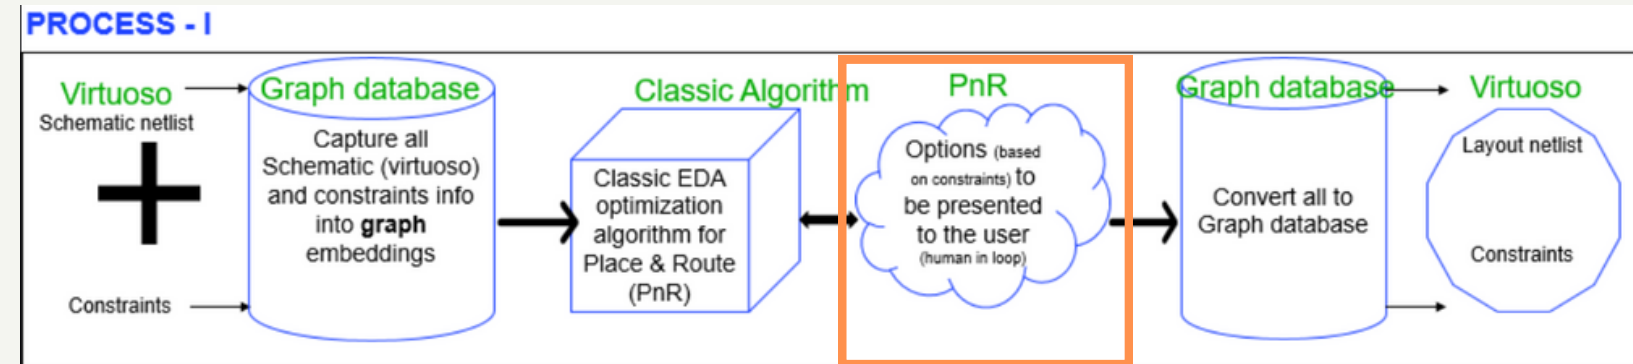 PROCESS - I
Virtuoso
Schematic netlist
Constraints
Graph database
Capture all
Schematic (virtuoso)
and constraints info
into graph
embeddings
Classic Algorithm
Classic EDA
optimization
algorithm for
Place & Route
(PnR)
PnR
Options (based
on constraints) to
be presented
to the user
(human in loop)
Graph database
Convert all to
Graph database
Virtuoso
Layout netlist
Constraints